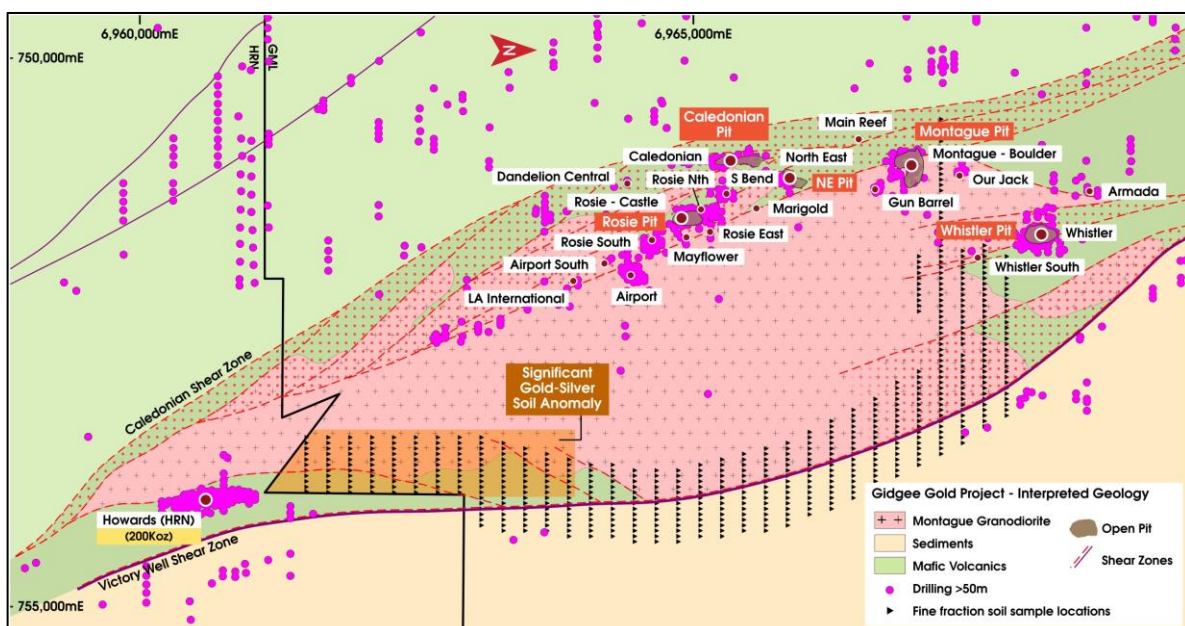 6,960,000mE
6,965,000mE
750,000mE
755,000mE
HRN
GML
N
Caledonian
Pit
Main Reef
Montague Pit
Caledonian
North East
Montague - Boulder
Dandelion Central
Rosie Nth
S Bend
NE Pit
Our Jack
Armada
Rosie - Castle
Marigold
Gun Barrel
Rosie Pit
Rosie East
Whistler Pit
Whistler
Rosie South
Mayflower
Whistler South
Airport South
LA International
Airport
Caledonian Shear Zone
Significant
Gold-Silver
Soil Anomaly
Howards (HRN)
(200Koz)
Victory Well Shear Zone
Gidgee Gold Project - Interpreted Geology
Montague Granodiorite
Open Pit
Sediments
Mafic Volcanics
Shear Zones
Drilling >50m
Fine fraction soil sample locations